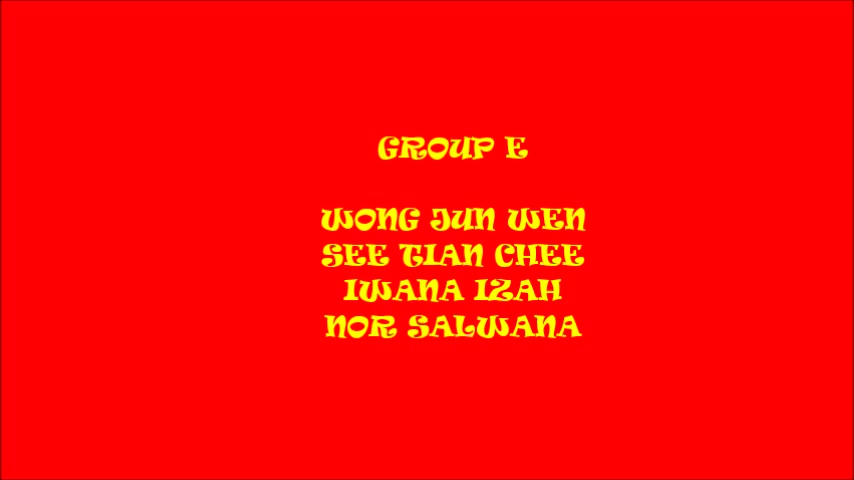 GROUP E
WONG JUN WEN
SEE TIAN CHEE
IWANA IZAH
NOR SALWANA